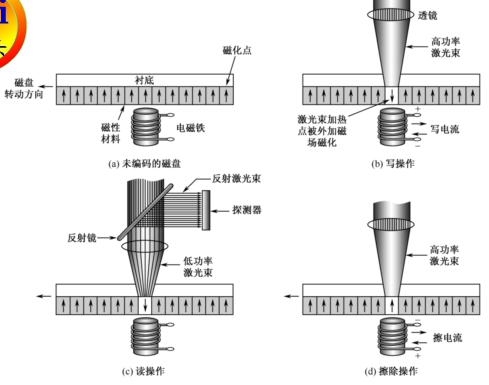 i
磁化点
衬底
磁盘
转动方向
磁性
材料
电磁铁
(a) 未编码的磁盘
透镜
高功率
激光束
激光束加热
点被外加磁
场磁化
+
写电流
−
(b) 写操作
反射激光束
探测器
反射镜
低功率
激光束
(c) 读操作
高功率
激光束
−
擦电流
+
(d) 擦除操作